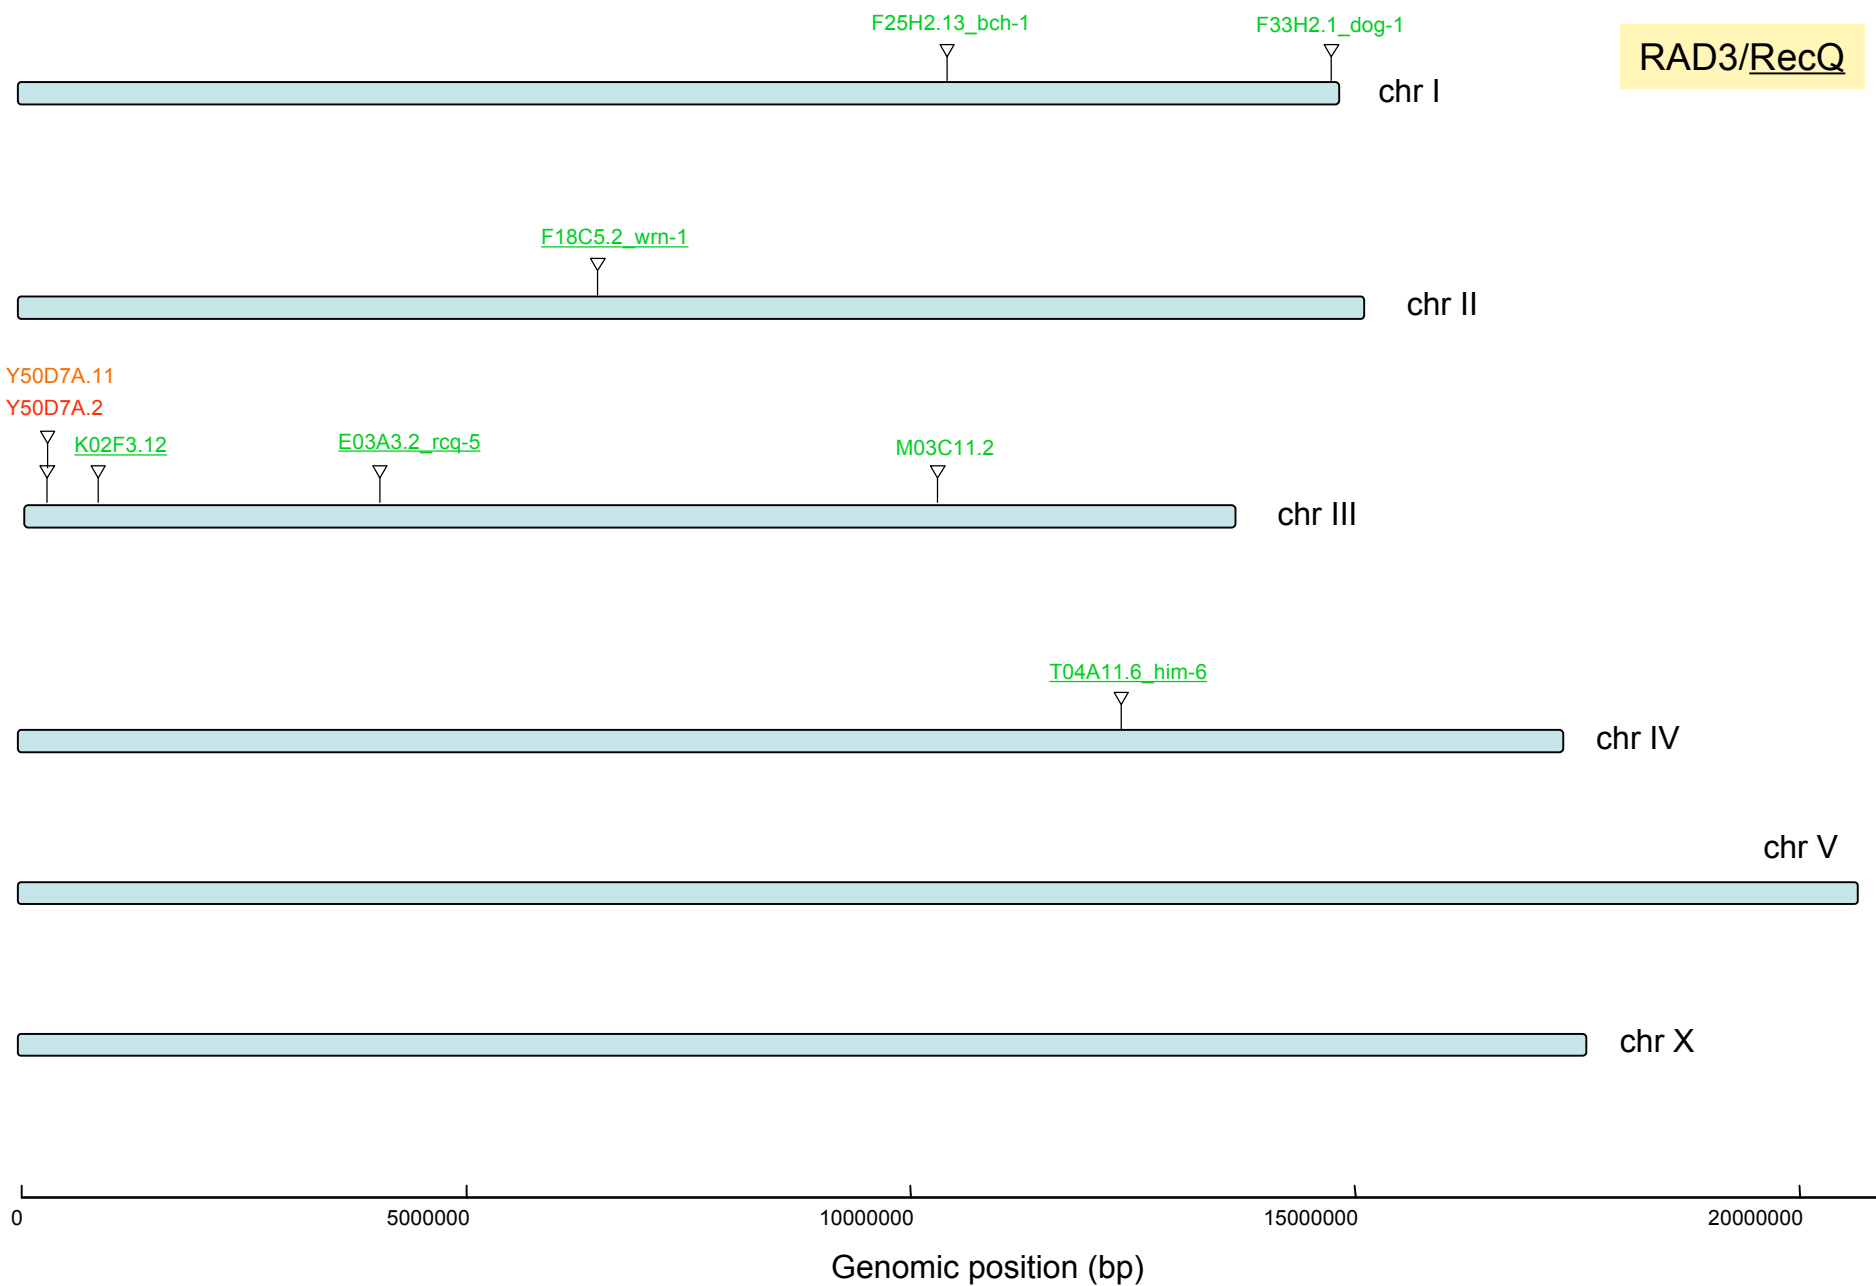 F25H2.13_bch-1
F33H2.1_dog-1
RAD3/RecQ
chr I
F18C5.2_wrn-1
chr II
Y50D7A.11
Y50D7A.2
K02F3.12
E03A3.2_rcq-5
M03C11.2
chr III
T04A11.6_him-6
chr IV
chr V
chr X
0 5000000 10000000 15000000 20000000
Genomic position (bp)